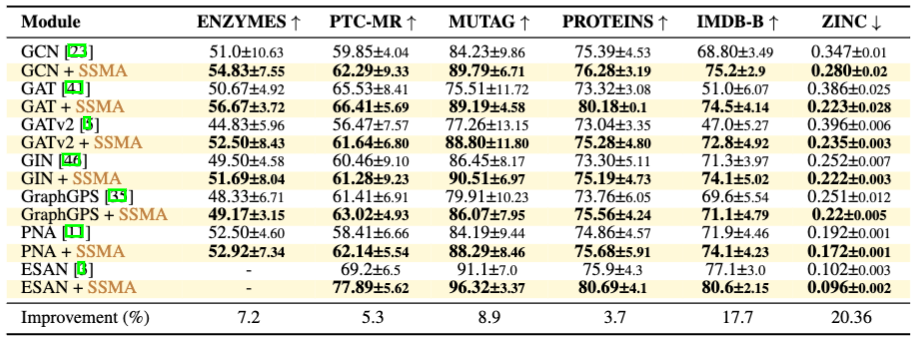 Module ENZYMES ↑ PTC-MR ↑ MUTAG ↑ PROTEINS ↑ IMDB-B ↑ ZINC ↓
GCN [23] 51.0±10.63 59.85±4.04 84.23±9.86 75.39±4.53 68.80±3.49 0.347±0.01
GCN + SSMA 54.83±7.55 62.29±9.33 89.79±6.71 76.28±3.19 75.2±2.9 0.280±0.02
GAT [41] 50.67±4.92 65.53±8.41 75.51±11.72 73.32±3.08 51.0±6.07 0.386±0.025
GAT + SSMA 56.67±3.72 66.41±5.69 89.19±4.58 80.18±0.1 74.5±4.14 0.223±0.028
GATv2 [5] 44.83±5.96 56.47±7.57 77.26±13.15 73.04±3.35 47.0±5.27 0.396±0.006
GATv2 + SSMA 52.50±8.43 61.64±6.80 88.80±11.80 75.28±4.80 72.8±4.92 0.235±0.003
GIN [46] 49.50±4.58 60.46±9.10 86.45±8.17 73.30±5.11 71.3±3.97 0.252±0.007
GIN + SSMA 51.69±8.04 61.28±9.23 90.51±6.97 75.19±4.73 74.1±5.02 0.222±0.003
GraphGPS [35] 48.33±6.71 61.41±6.91 79.91±10.23 73.76±6.05 69.6±5.54 0.251±0.012
GraphGPS + SSMA 49.17±3.15 63.02±4.93 86.07±7.95 75.56±4.24 71.1±4.79 0.22±0.005
PNA [11] 52.50±4.60 58.41±6.66 84.19±9.44 74.86±4.57 71.9±4.46 0.192±0.001
PNA + SSMA 52.92±7.34 62.14±5.54 88.29±8.46 75.68±5.91 74.1±4.23 0.172±0.001
ESAN [3] - 69.2±6.5 91.1±7.0 75.9±4.3 77.1±3.0 0.102±0.003
ESAN + SSMA - 77.89±5.62 96.32±3.37 80.69±4.1 80.6±2.15 0.096±0.002
Improvement (%) 7.2 5.3 8.9 3.7 17.7 20.36